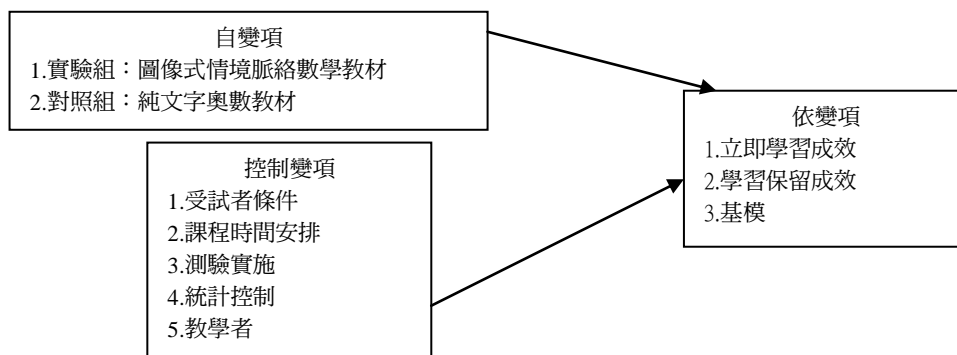 自變項
1.實驗組：圖像式情境脈絡數學教材
2.對照組：純文字奧數教材
控制變項
1.受試者條件
2.課程時間安排
3.測驗實施
4.統計控制
5.教學者
依變項
1.立即學習成效
2.學習保留成效
3.基模